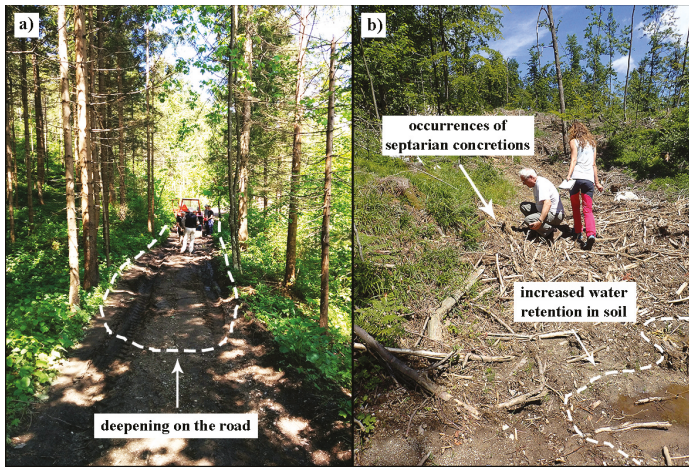 a)
deepening on the road
b)
occurrences of
septarian concretions
increased water
retention in soil